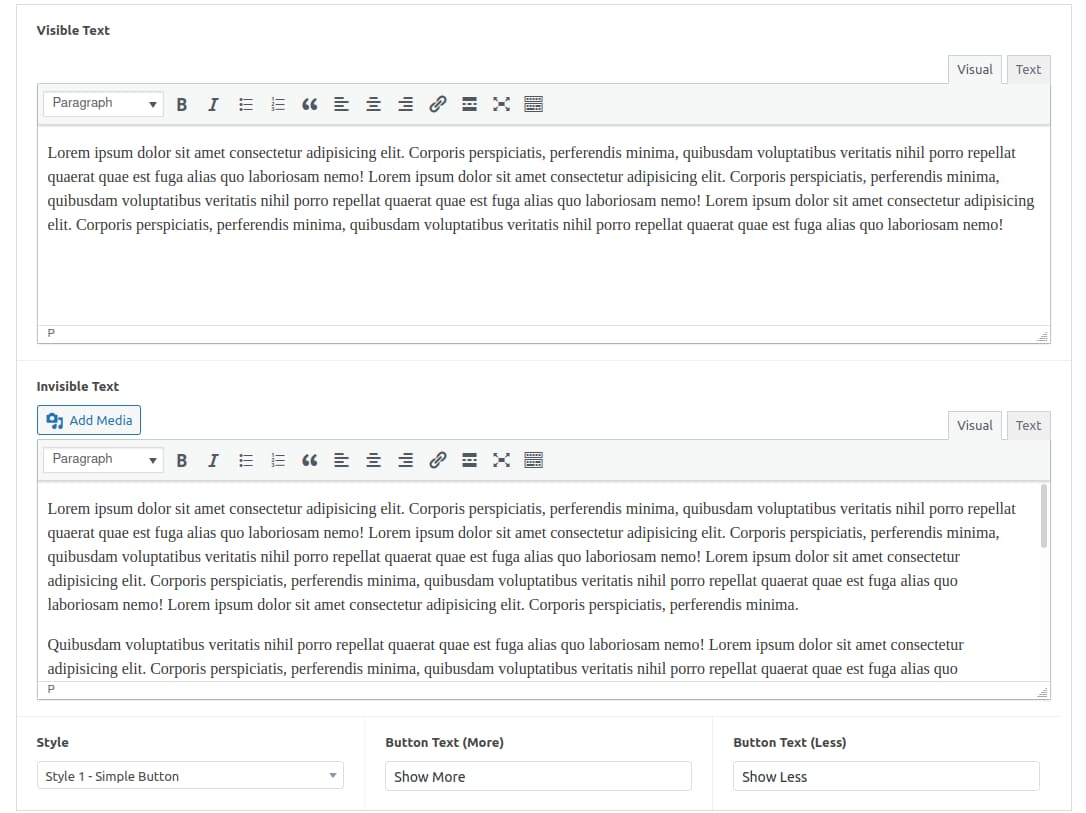 Visible Text
Visual Text
Paragraph
Lorem ipsum dolor sit amet consectetur adipisicing elit. Corporis perspiciatis, perferendis minima, quibusdam voluptatibus veritatis nihil porro repellat
quaerat quae est fuga alias quo laboriosam nemo! Lorem ipsum dolor sit amet consectetur adipisicing elit. Corporis perspiciatis, perferendis minima,
quibusdam voluptatibus veritatis nihil porro repellat quaerat quae est fuga alias quo laboriosam nemo! Lorem ipsum dolor sit amet consectetur adipisicing
elit. Corporis perspiciatis, perferendis minima, quibusdam voluptatibus veritatis nihil porro repellat quaerat quae est fuga alias quo laboriosam nemo!
P
Invisible Text
Add Media
Visual Text
Paragraph
Lorem ipsum dolor sit amet consectetur adipisicing elit. Corporis perspiciatis, perferendis minima, quibusdam voluptatibus veritatis nihil porro repellat
quaerat quae est fuga alias quo laboriosam nemo! Lorem ipsum dolor sit amet consectetur adipisicing elit. Corporis perspiciatis, perferendis minima,
quibusdam voluptatibus veritatis nihil porro repellat quaerat quae est fuga alias quo laboriosam nemo! Lorem ipsum dolor sit amet consectetur
adipisicing elit. Corporis perspiciatis, perferendis minima, quibusdam voluptatibus veritatis nihil porro repellat quaerat quae est fuga alias quo
laboriosam nemo! Lorem ipsum dolor sit amet consectetur adipisicing elit. Corporis perspiciatis, perferendis minima.
Quibusdam voluptatibus veritatis nihil porro repellat quaerat quae est fuga alias quo laboriosam nemo! Lorem ipsum dolor sit amet consectetur
adipisicing elit. Corporis perspiciatis, perferendis minima, quibusdam voluptatibus veritatis nihil porro repellat quaerat quae est fuga alias quo
P
Style
Style 1 - Simple Button
Button Text (More)
Show More
Button Text (Less)
Show Less